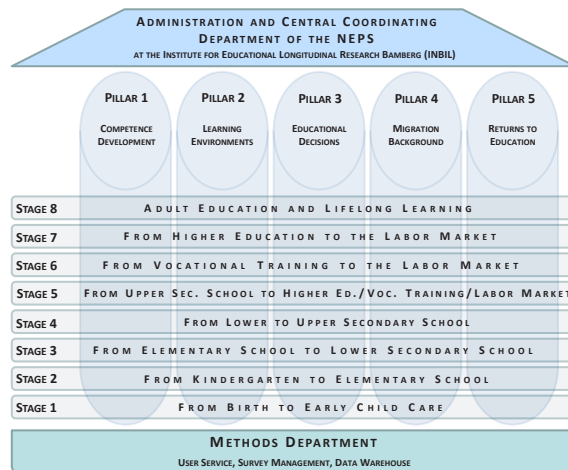 ADMINISTRATION AND CENTRAL COORDINATING
DEPARTMENT OF THE NEPS
AT THE INSTITUTE FOR EDUCATIONAL LONGITUDINAL RESEARCH BAMBERG (INBIL)
PILLAR 1 PILLAR 2 PILLAR 3 PILLAR 4 PILLAR 5
COMPETENCE LEARNING EDUCATIONAL MIGRATION RETURNS TO
DEVELOPMENT ENVIRONMENTS DECISIONS BACKGROUND EDUCATION
STAGE 8 ADULT EDUCATION AND LIFELONG LEARNING
STAGE 7 FROM HIGHER EDUCATION TO THE LABOR MARKET
STAGE 6 FROM VOCATIONAL TRAINING TO THE LABOR MARKET
STAGE 5 FROM UPPER SEC. SCHOOL TO HIGHER ED./VOC. TRAINING/LABOR MARKET
STAGE 4 FROM LOWER TO UPPER SECONDARY SCHOOL
STAGE 3 FROM ELEMENTARY SCHOOL TO LOWER SECONDARY SCHOOL
STAGE 2 FROM KINDERGARTEN TO ELEMENTARY SCHOOL
STAGE 1 FROM BIRTH TO EARLY CHILD CARE
METHODS DEPARTMENT
USER SERVICE, SURVEY MANAGEMENT, DATA WAREHOUSE